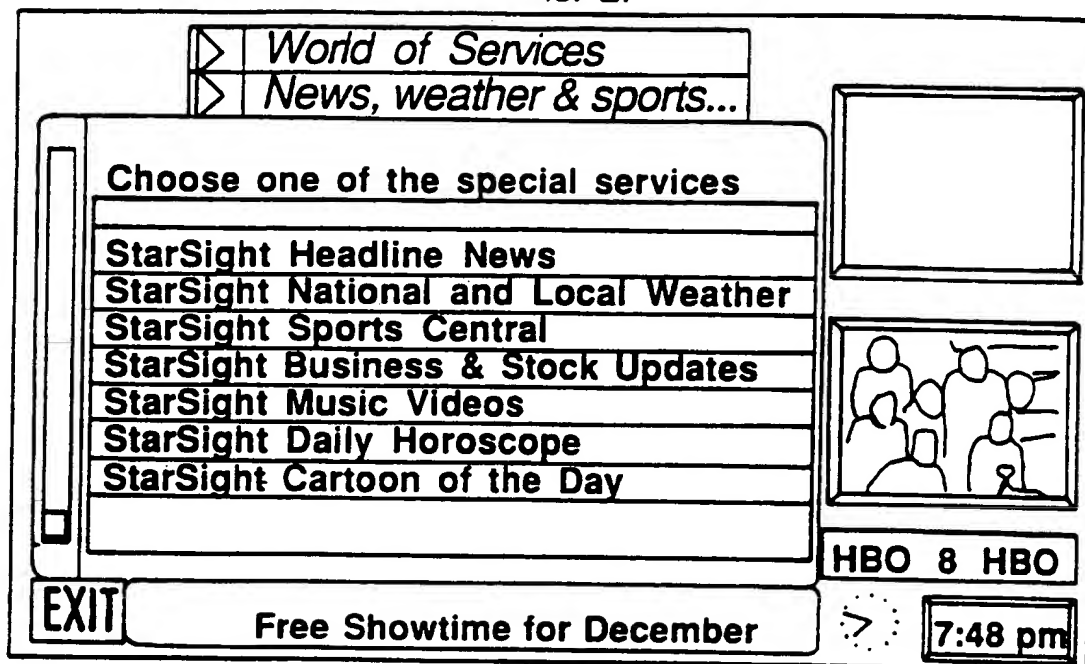 World of Services
News, weather & sports...
Choose one of the special services
StarSight Headline News
StarSight National and Local Weather
StarSight Sports Central
StarSight Business & Stock Updates
StarSight Music Videos
StarSight Daily Horoscope
StarSight Cartoon of the Day
HBO 8 HBO
EXIT
Free Showtime for December
7:48 pm